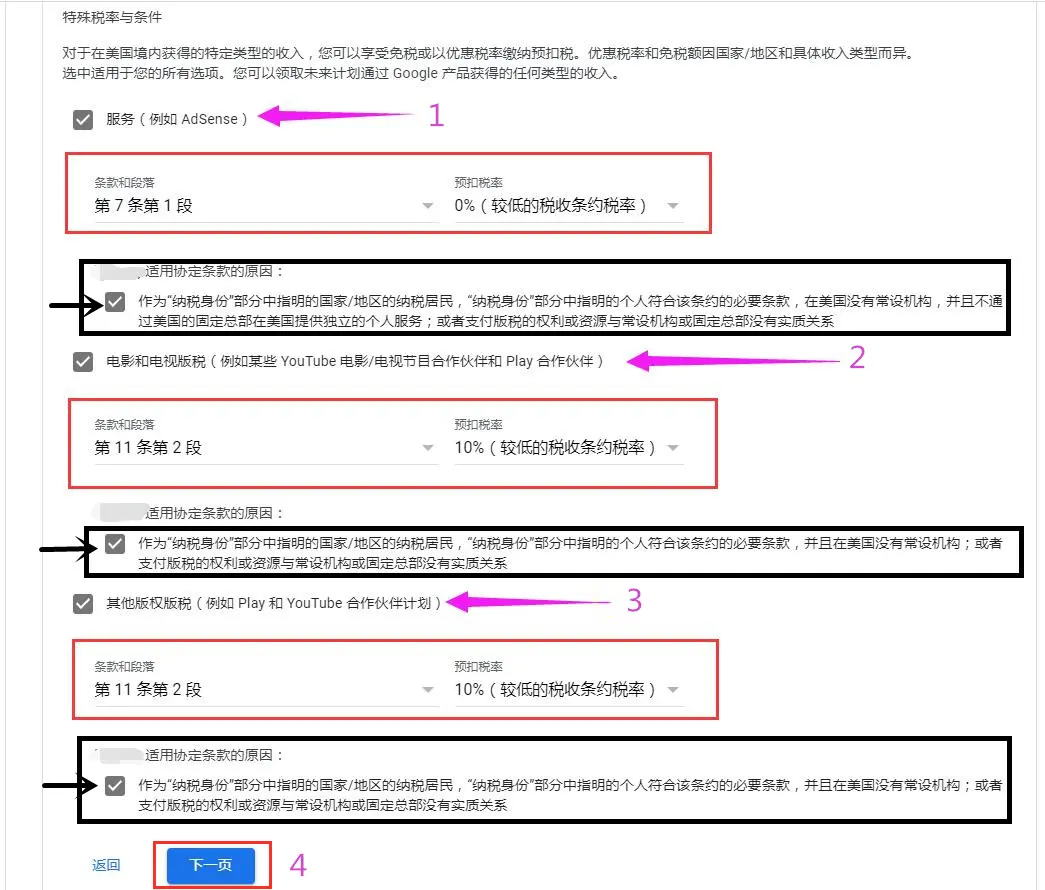 特殊税率与条件
对于在美国境内获得的特定类型的收入，您可以享受免税或以优惠税率缴纳预扣税。优惠税率和免税额因国家/地区和具体收入类型而异。
选中适用于您的所有选项。您可以领取未来计划通过 Google 产品获得的任何类型的收入。
服务（例如 AdSense） 1
条款和段落 预扣税率
第 7 条第 1 段 0%（较低的税收条约税率）
适用协定条款的原因：
作为“纳税身份”部分中指明的国家/地区的纳税居民，“纳税身份”部分中指明的个人符合该条约的必要条款，在美国没有常设机构，并且不通
过美国的固定总部在美国提供独立的个人服务；或者支付版税的权利或资源与常设机构或固定总部没有实质关系
电影和电视版税（例如某些 YouTube 电影/电视节目合作伙伴和 Play 合作伙伴） 2
条款和段落 预扣税率
第 11 条第 2 段 10%（较低的税收条约税率）
适用协定条款的原因：
作为“纳税身份”部分中指明的国家/地区的纳税居民，“纳税身份”部分中指明的个人符合该条约的必要条款，并且在美国没有常设机构；或者
支付版税的权利或资源与常设机构或固定总部没有实质关系
其他版权版税（例如 Play 和 YouTube 合作伙伴计划） 3
条款和段落 预扣税率
第 11 条第 2 段 10%（较低的税收条约税率）
适用协定条款的原因：
作为“纳税身份”部分中指明的国家/地区的纳税居民，“纳税身份”部分中指明的个人符合该条约的必要条款，并且在美国没有常设机构；或者
支付版税的权利或资源与常设机构或固定总部没有实质关系
返回 下一页 4